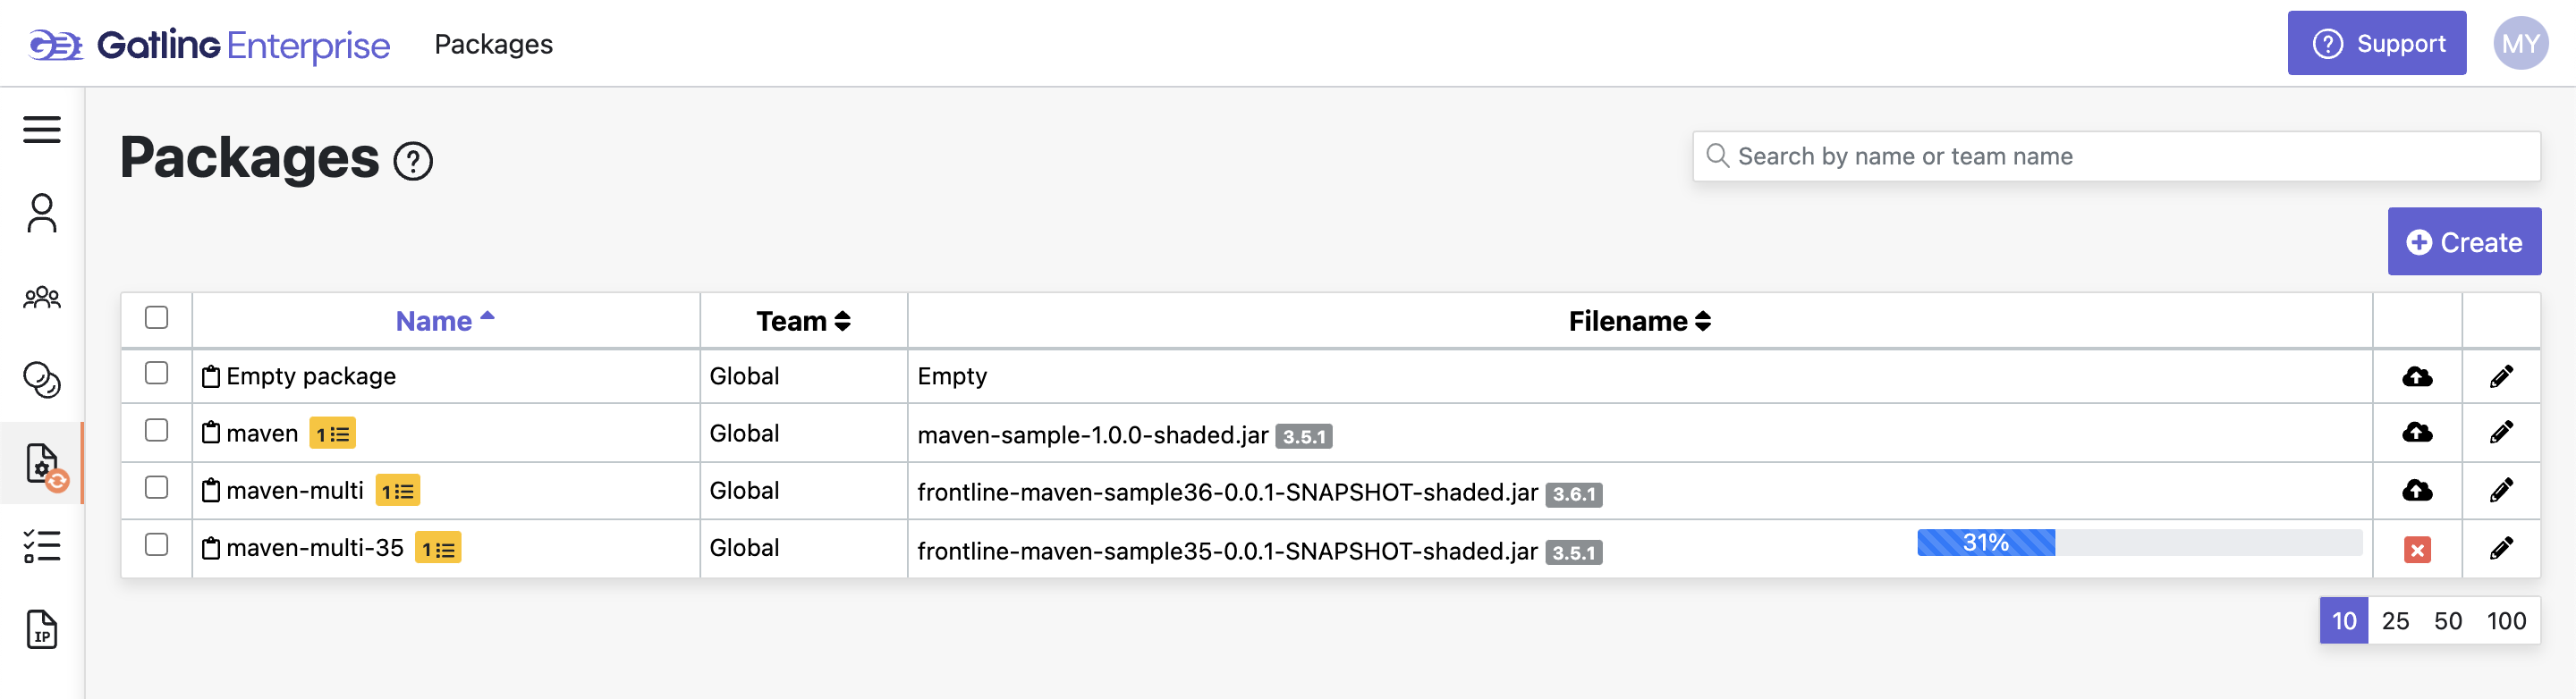 Gatling Enterprise Packages Support MY
Packages ?
Search by name or team name
Create
Name Team Filename
Empty package Global Empty
maven 1 Global maven-sample-1.0.0-shaded.jar 3.5.1
maven-multi 1 Global frontline-maven-sample36-0.0.1-SNAPSHOT-shaded.jar 3.6.1
maven-multi-35 1 Global frontline-maven-sample35-0.0.1-SNAPSHOT-shaded.jar 3.5.1 31%
10 25 50 100
IP